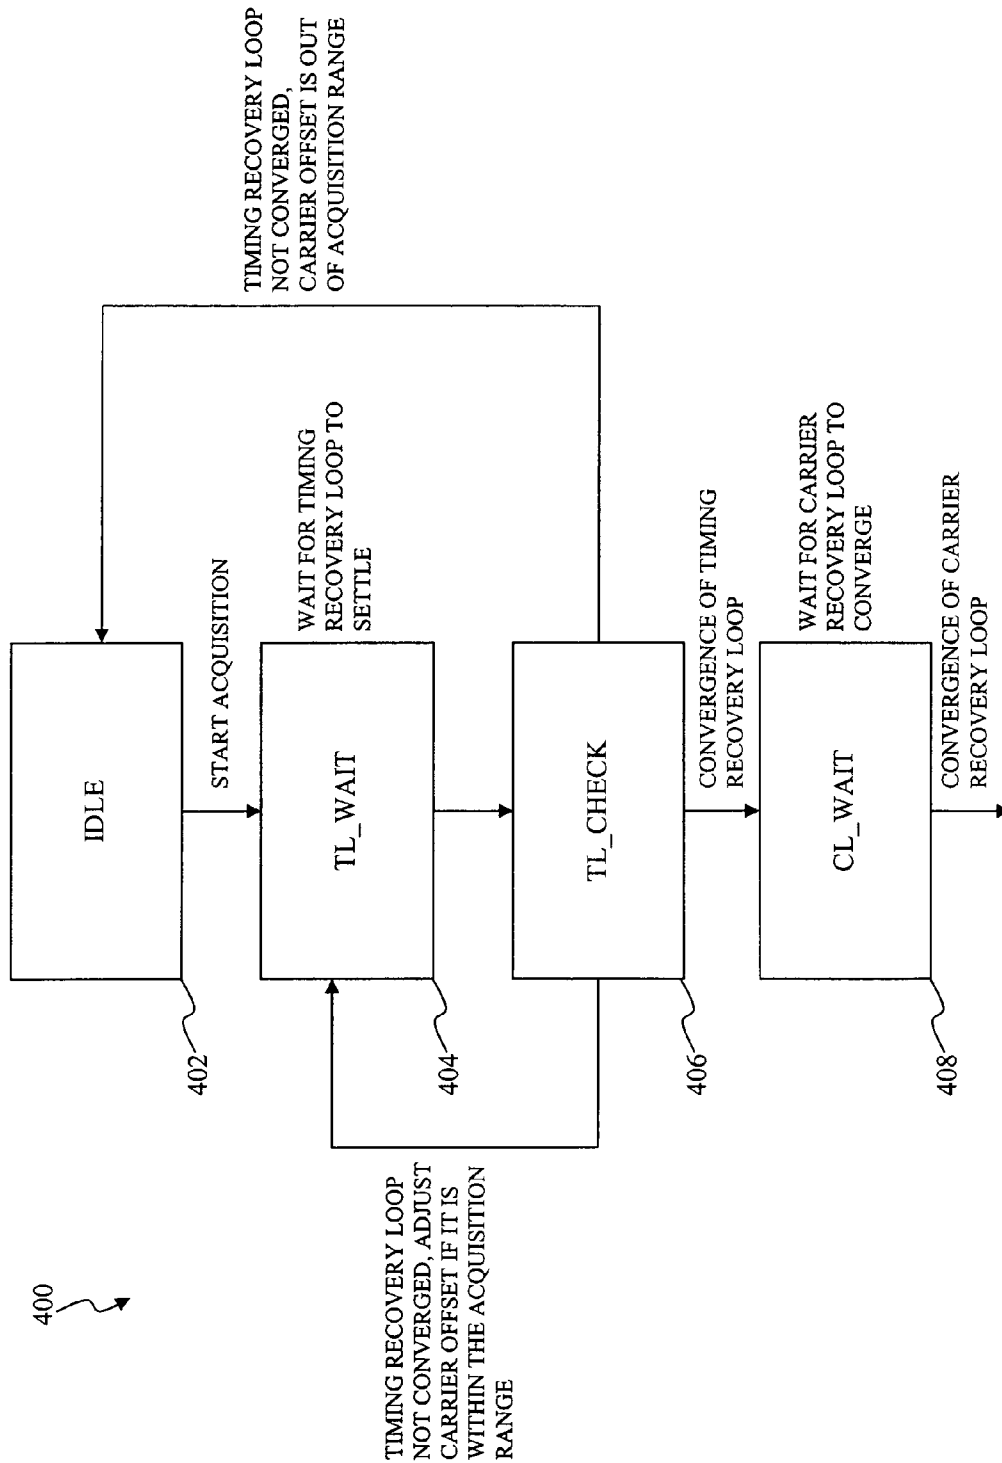 400
IDLE
402
START ACQUISITION
TIMING RECOVERY LOOP
NOT CONVERGED,
CARRIER OFFSET IS OUT
OF ACQUISITION RANGE
TL_WAIT
404
WAIT FOR TIMING
RECOVERY LOOP TO
SETTLE
TIMING RECOVERY LOOP
NOT CONVERGED, ADJUST
CARRIER OFFSET IF IT IS
WITHIN THE ACQUISITION
RANGE
TL_CHECK
406
CONVERGENCE OF TIMING
RECOVERY LOOP
CL_WAIT
408
WAIT FOR CARRIER
RECOVERY LOOP TO
CONVERGE
CONVERGENCE OF CARRIER
RECOVERY LOOP